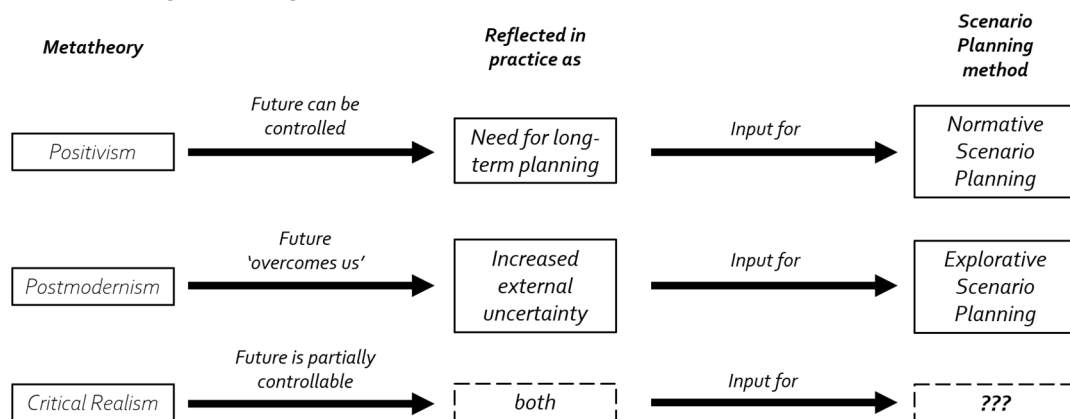 Metatheory
Reflected in
practice as
Scenario
Planning
method
Positivism
Future can be
controlled
Need for long-
term planning
Input for
Normative
Scenario
Planning
Postmodernism
Future
‘overcomes us’
Increased
external
uncertainty
Input for
Explorative
Scenario
Planning
Critical Realism
Future is partially
controllable
both
Input for
???